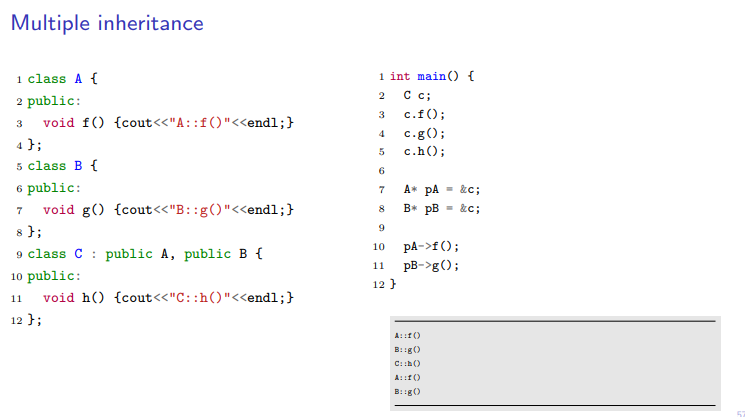 Multiple inheritance
1 class A {
2 public:
3 void f() {cout<<"A::f()"<<endl;}
4 };
5 class B {
6 public:
7 void g() {cout<<"B::g()"<<endl;}
8 };
9 class C : public A, public B {
10 public:
11 void h() {cout<<"C::h()"<<endl;}
12 };
1 int main() {
2 C c;
3 c.f();
4 c.g();
5 c.h();
6
7 A* pA = &c;
8 B* pB = &c;
9
10 pA->f();
11 pB->g();
12 }
A::f()
B::g()
C::h()
A::f()
B::g()
57